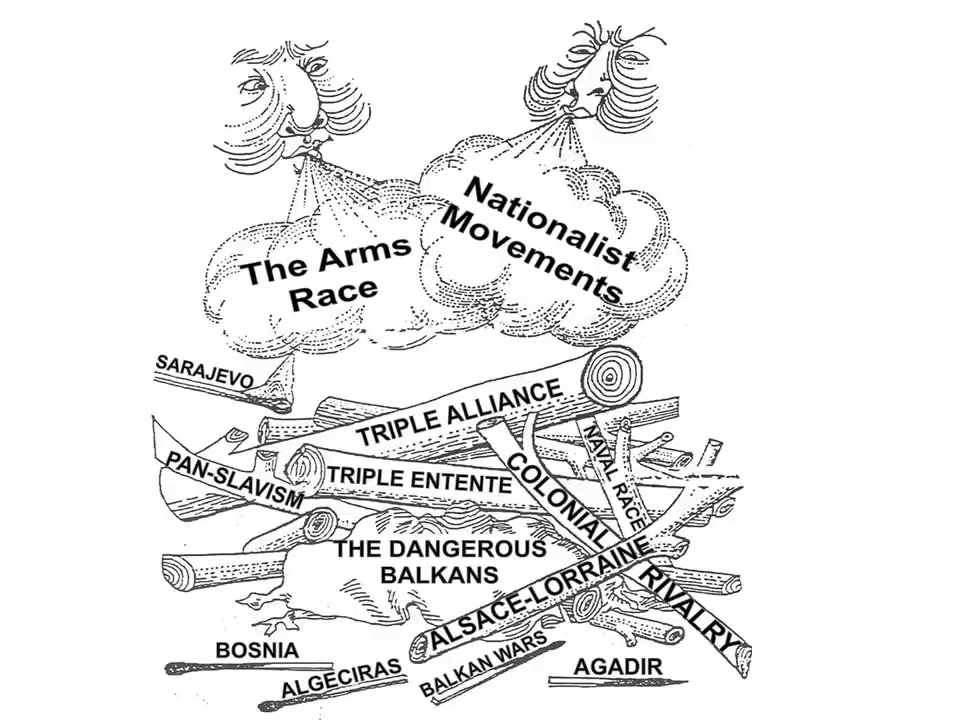 Nationalist
Movements
The Arms
Race
SARAJEVO
TRIPLE ALLIANCE
NAVAL RACE
PAN-SLAVISM
TRIPLE ENTENTE
COLONIAL
RIVALRY
THE DANGEROUS
BALKANS
ALSACE-LORRAINE
BOSNIA
ALGECIRAS
BALKAN WARS
AGADIR